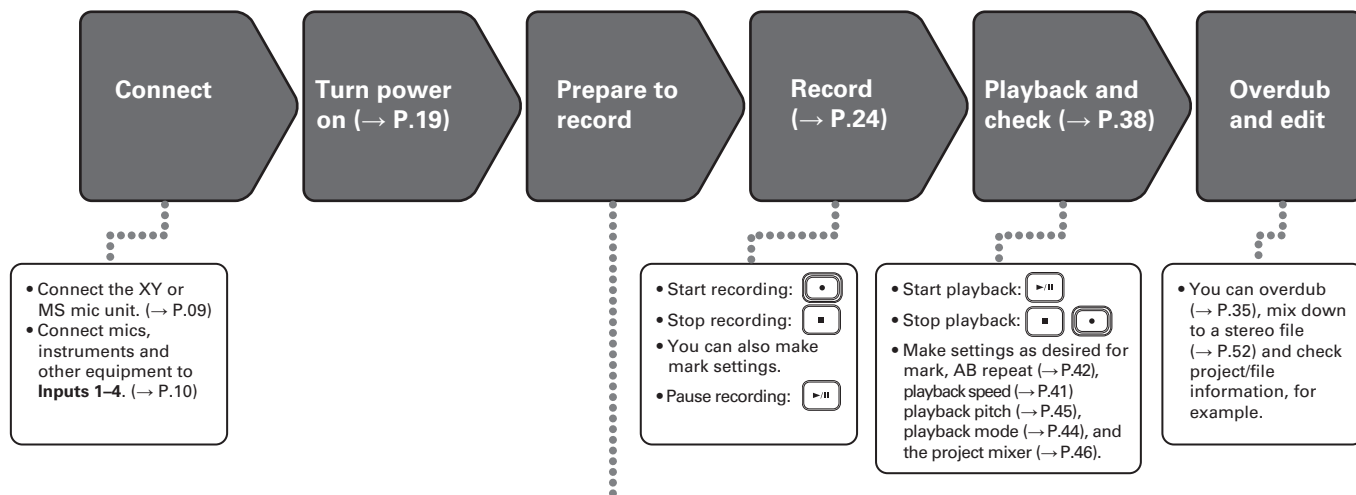 Connect
Turn power
on (→ P.19)
Prepare to
record
Record
(→ P.24)
Playback and
check (→ P.38)
Overdub
and edit
• Connect the XY or
MS mic unit. (→ P.09)
• Connect mics,
instruments and
other equipment to
Inputs 1–4. (→ P.10)
• Start recording:
• Stop recording:
• You can also make
mark settings.
• Pause recording:
• Start playback:
• Stop playback:
• Make settings as desired for
mark, AB repeat (→ P.42),
playback speed (→ P.41)
playback pitch (→ P.45),
playback mode (→ P.44), and
the project mixer (→ P.46).
• You can overdub
(→ P.35), mix down
to a stereo file
(→ P.52) and check
project/file
information, for
example.